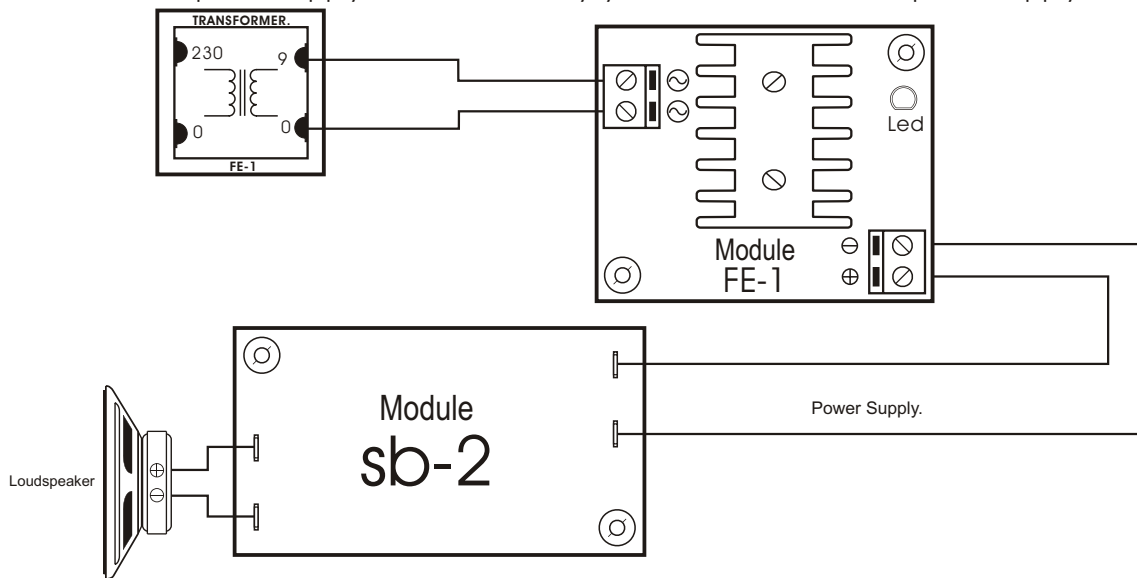 TRANSFORMER.
230
9
0
0
FE-1
Led
Module
FE-1
Module
sb-2
Power Supply.
Loudspeaker